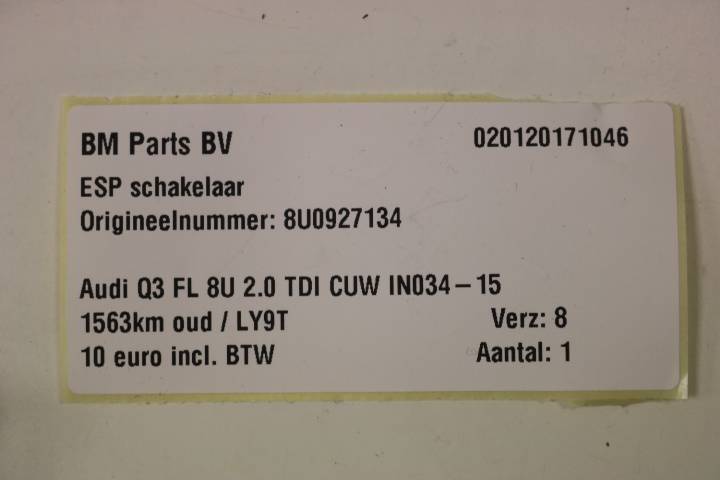 BM Parts BV 020120171046
ESP schakelaar
Origineelnummer: 8U0927134
Audi Q3 FL 8U 2.0 TDI CUW IN034-15
1563km oud / LY9T Verz: 8
10 euro incl. BTW Aantal: 1